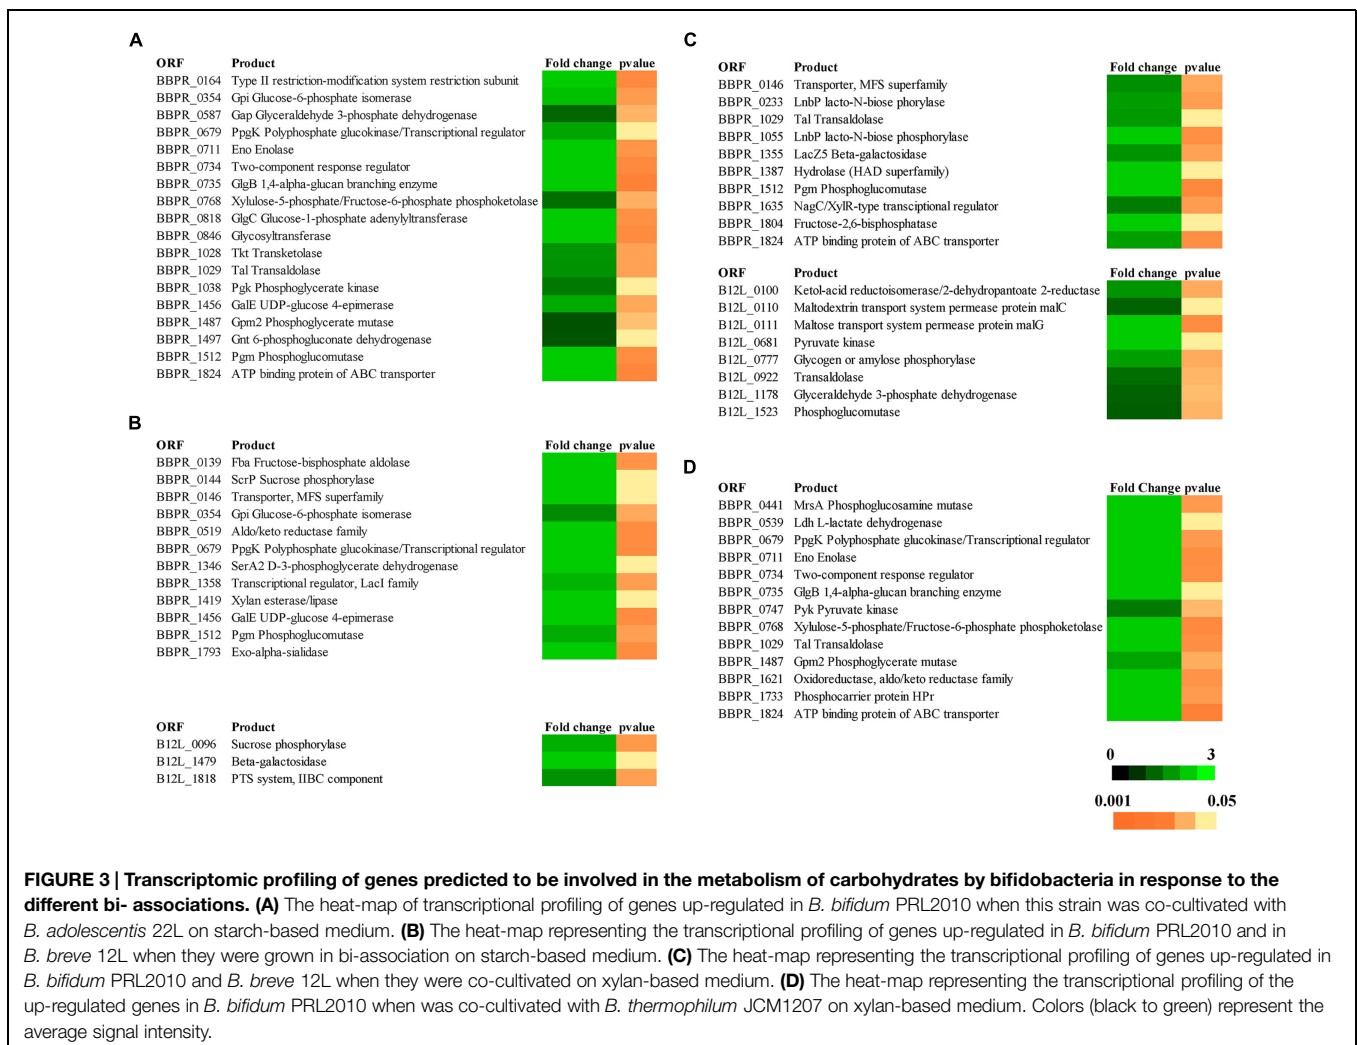 A
ORF Product Fold change pvalue
BBPR_0164 Type II restriction-modification system restriction subunit
BBPR_0354 Gpi Glucose-6-phosphate isomerase
BBPR_0587 Gap Glyceraldehyde 3-phosphate dehydrogenase
BBPR_0679 PpgK Polyphosphate glucokinase/Transcriptional regulator
BBPR_0711 Eno Enolase
BBPR_0734 Two-component response regulator
BBPR_0735 GlgB 1,4-alpha-glucan branching enzyme
BBPR_0768 Xylulose-5-phosphate/Fructose-6-phosphate phosphoketolase
BBPR_0818 GlgC Glucose-1-phosphate adenylyltransferase
BBPR_0846 Glycosyltransferase
BBPR_1028 Tkt Transketolase
BBPR_1029 Tal Transaldolase
BBPR_1038 Pgk Phosphoglycerate kinase
BBPR_1456 GalE UDP-glucose 4-epimerase
BBPR_1487 Gpm2 Phosphoglycerate mutase
BBPR_1497 Gnt 6-phosphogluconate dehydrogenase
BBPR_1512 Pgm Phosphoglucomutase
BBPR_1824 ATP binding protein of ABC transporter
B
ORF Product Fold change pvalue
BBPR_0139 Fba Fructose-bisphosphate aldolase
BBPR_0144 ScrP Sucrose phosphorylase
BBPR_0146 Transporter, MFS superfamily
BBPR_0354 Gpi Glucose-6-phosphate isomerase
BBPR_0519 Aldo/keto reductase family
BBPR_0679 PpgK Polyphosphate glucokinase/Transcriptional regulator
BBPR_1346 SerA2 D-3-phosphoglycerate dehydrogenase
BBPR_1358 Transcriptional regulator, LacI family
BBPR_1419 Xylan esterase/lipase
BBPR_1456 GalE UDP-glucose 4-epimerase
BBPR_1512 Pgm Phosphoglucomutase
BBPR_1793 Exo-alpha-sialidase
ORF Product Fold change pvalue
B12L_0096 Sucrose phosphorylase
B12L_1479 Beta-galactosidase
B12L_1818 PTS system, IIBC component
C
ORF Product Fold change pvalue
BBPR_0146 Transporter, MFS superfamily
BBPR_0233 LnbP lacto-N-biose phorylase
BBPR_1029 Tal Transaldolase
BBPR_1055 LnbP lacto-N-biose phosphorylase
BBPR_1355 LacZ5 Beta-galactosidase
BBPR_1387 Hydrolase (HAD superfamily)
BBPR_1512 Pgm Phosphoglucomutase
BBPR_1635 NagC/XylR-type transciptional regulator
BBPR_1804 Fructose-2,6-bisphosphatase
BBPR_1824 ATP binding protein of ABC transporter
ORF Product Fold change pvalue
B12L_0100 Ketol-acid reductoisomerase/2-dehydropantoate 2-reductase
B12L_0110 Maltodextrin transport system permease protein malC
B12L_0111 Maltose transport system permease protein malG
B12L_0681 Pyruvate kinase
B12L_0777 Glycogen or amylose phosphorylase
B12L_0922 Transaldolase
B12L_1178 Glyceraldehyde 3-phosphate dehydrogenase
B12L_1523 Phosphoglucomutase
D
ORF Product Fold Change pvalue
BBPR_0441 MrsA Phosphoglucosamine mutase
BBPR_0539 Ldh L-lactate dehydrogenase
BBPR_0679 PpgK Polyphosphate glucokinase/Transcriptional regulator
BBPR_0711 Eno Enolase
BBPR_0734 Two-component response regulator
BBPR_0735 GlgB 1,4-alpha-glucan branching enzyme
BBPR_0747 Pyk Pyruvate kinase
BBPR_0768 Xylulose-5-phosphate/Fructose-6-phosphate phosphoketolase
BBPR_1029 Tal Transaldolase
BBPR_1487 Gpm2 Phosphoglycerate mutase
BBPR_1621 Oxidoreductase, aldo/keto reductase family
BBPR_1733 Phosphocarrier protein HPr
BBPR_1824 ATP binding protein of ABC transporter
0 3
0.001 0.05
FIGURE 3 | Transcriptomic profiling of genes predicted to be involved in the metabolism of carbohydrates by bifidobacteria in response to the
different bi- associations. (A) The heat-map of transcriptional profiling of genes up-regulated in B. bifidum PRL2010 when this strain was co-cultivated with
B. adolescentis 22L on starch-based medium. (B) The heat-map representing the transcriptional profiling of genes up-regulated in B. bifidum PRL2010 and in
B. breve 12L when they were grown in bi-association on starch-based medium. (C) The heat-map representing the transcriptional profiling of genes up-regulated in
B. bifidum PRL2010 and B. breve 12L when they were co-cultivated on xylan-based medium. (D) The heat-map representing the transcriptional profiling of the
up-regulated genes in B. bifidum PRL2010 when was co-cultivated with B. thermophilum JCM1207 on xylan-based medium. Colors (black to green) represent the
average signal intensity.